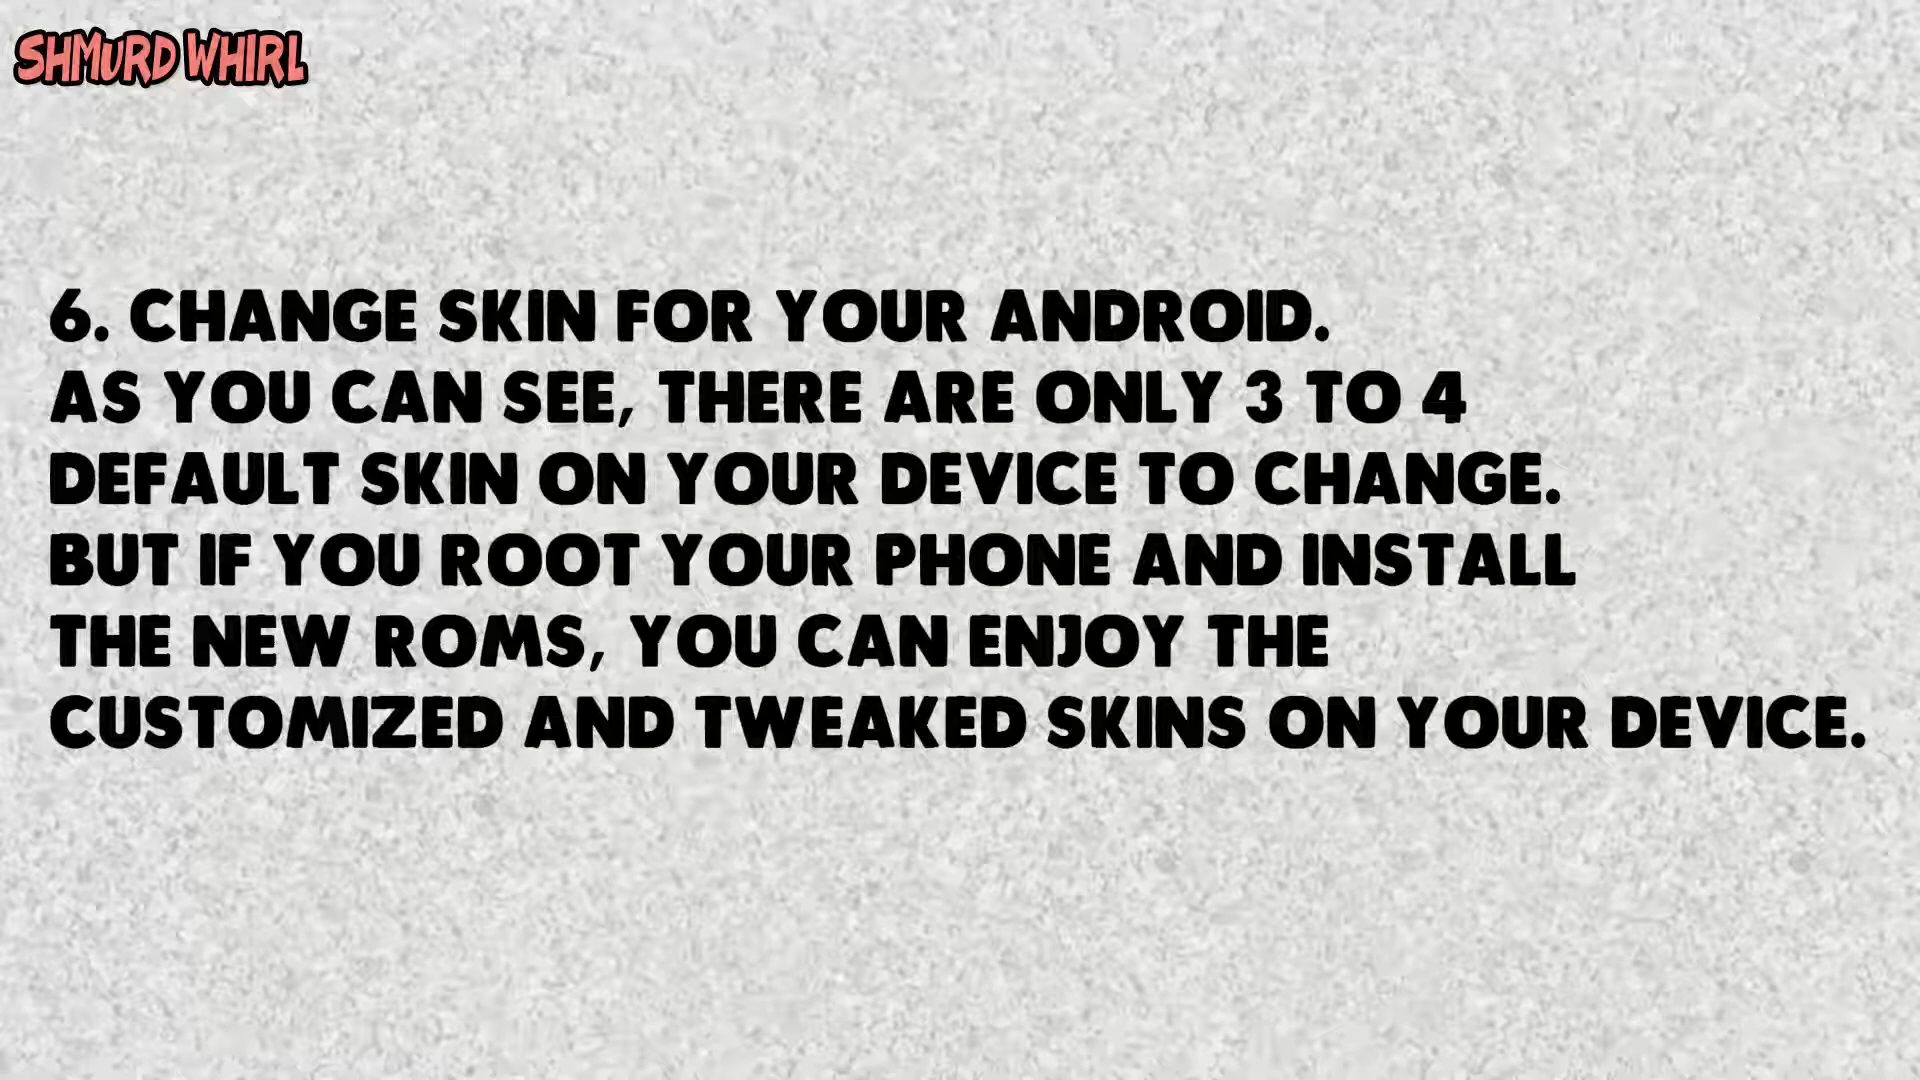 SHMURD WHIRL
6. CHANGE SKIN FOR YOUR ANDROID.
AS YOU CAN SEE, THERE ARE ONLY 3 TO 4
DEFAULT SKIN ON YOUR DEVICE TO CHANGE.
BUT IF YOU ROOT YOUR PHONE AND INSTALL
THE NEW ROMS, YOU CAN ENJOY THE
CUSTOMIZED AND TWEAKED SKINS ON YOUR DEVICE.